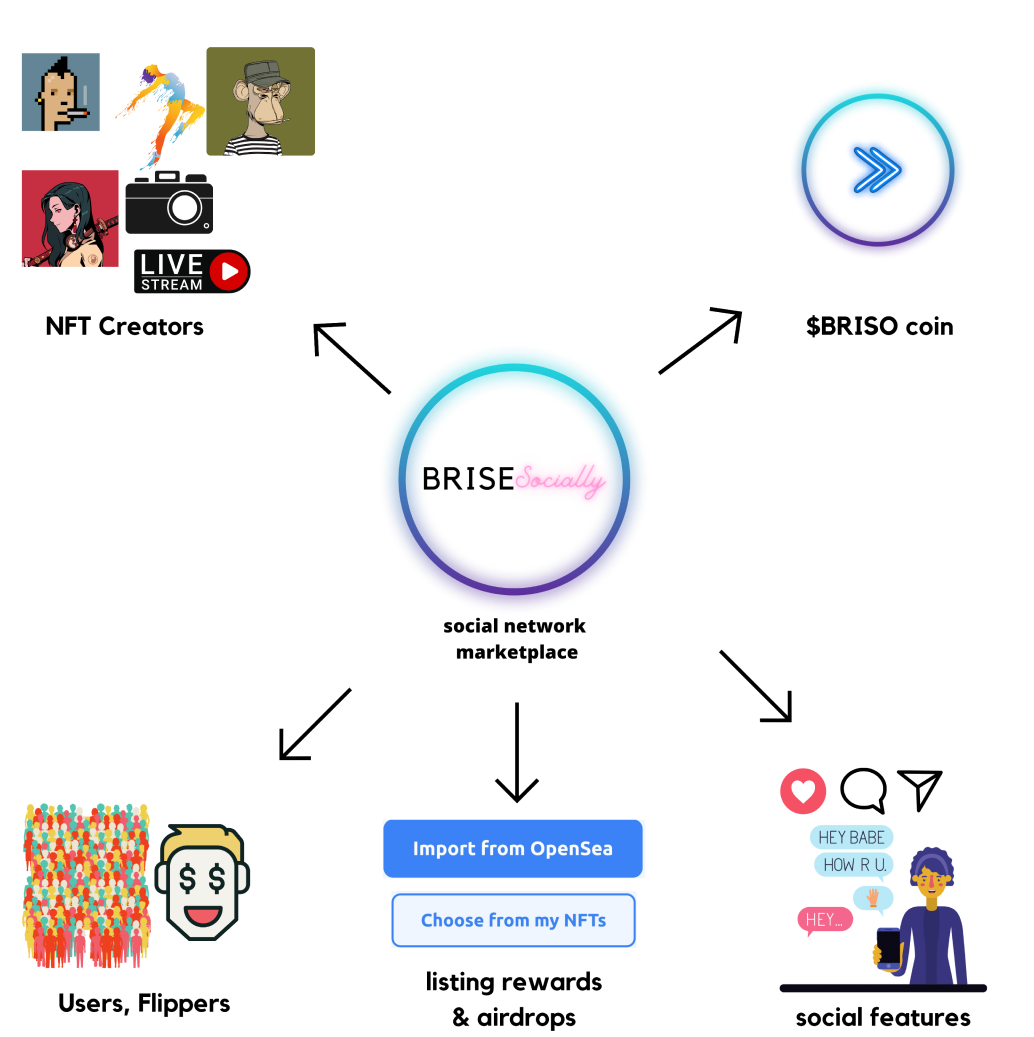 LIVE
STREAM
NFT Creators
$BRISO coin
BRISE Socially
social network
marketplace
$ $
Users, Flippers
Import from OpenSea
Choose from my NFTs
listing rewards
& airdrops
HEY BABE
HOW R U.
HEY...
social features